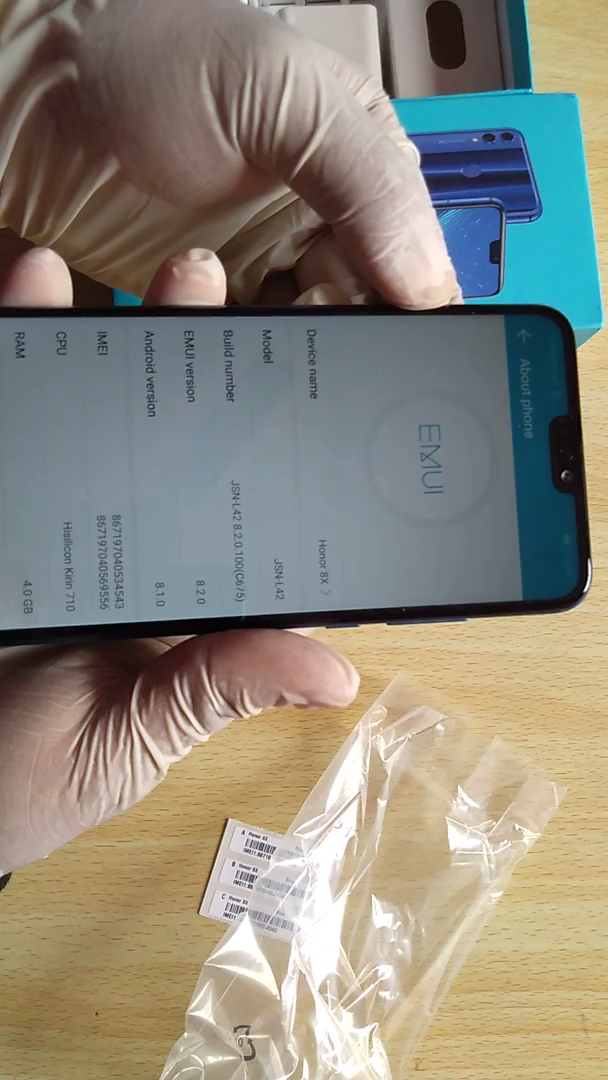 About phone
EMUI
Device name
Honor 8X
Model
JSN-L42
Build number
JSN-L42 8.2.0.100(C675)
EMUI version
8.2.0
Android version
8.1.0
IMEI
867197040534543
867197040569556
CPU
Hisilicon Kirin 710
RAM
4.0 GB
A Honor 8X
B Honor 8X
C Honor 8X
IMEI1